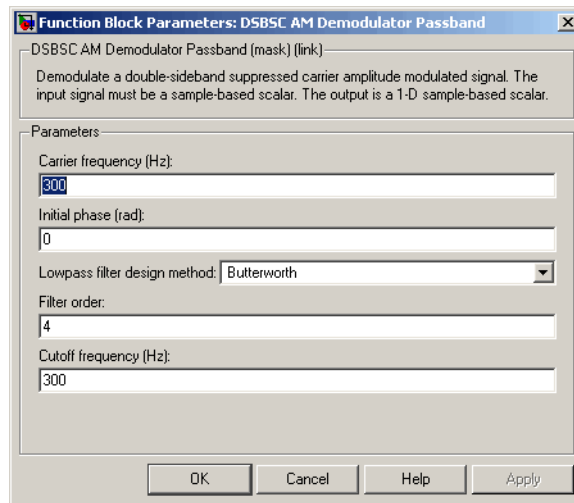 Function Block Parameters: DSBSC AM Demodulator Passband
DSBSC AM Demodulator Passband (mask) (link)
Demodulate a double-sideband suppressed carrier amplitude modulated signal. The
input signal must be a sample-based scalar. The output is a 1-D sample-based scalar.
Parameters
Carrier frequency (Hz):
300
Initial phase (rad):
0
Lowpass filter design method: Butterworth
Filter order:
4
Cutoff frequency (Hz):
300
OK Cancel Help Apply